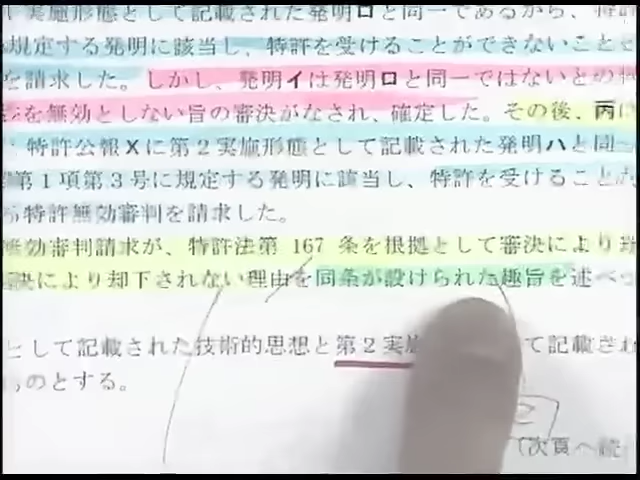 実施形態として記載された発明ロと同一であるから、特許
規定する発明に該当し、特許を受けることができないこと
を請求した。しかし、発明イは発明ロと同一ではないとの特
を無効としない旨の審決がなされ、確定した。その後、丙に
特許公報Xに第2実施形態として記載された発明ハと同一
第1項第3号に規定する発明に該当し、特許を受けること
特許無効審判を請求した。
無効審判請求が、特許法第 167 条を根拠として審決により
決により却下されない理由を同条が設けられた趣旨を述べ
として記載された技術的思想と第2実施 て記載され
ものとする。
(次頁へ続